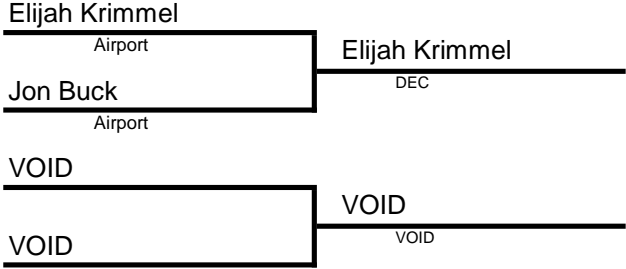 Elijah Krimmel
Airport
Elijah Krimmel
DEC
Jon Buck
Airport
VOID
VOID
VOID
VOID